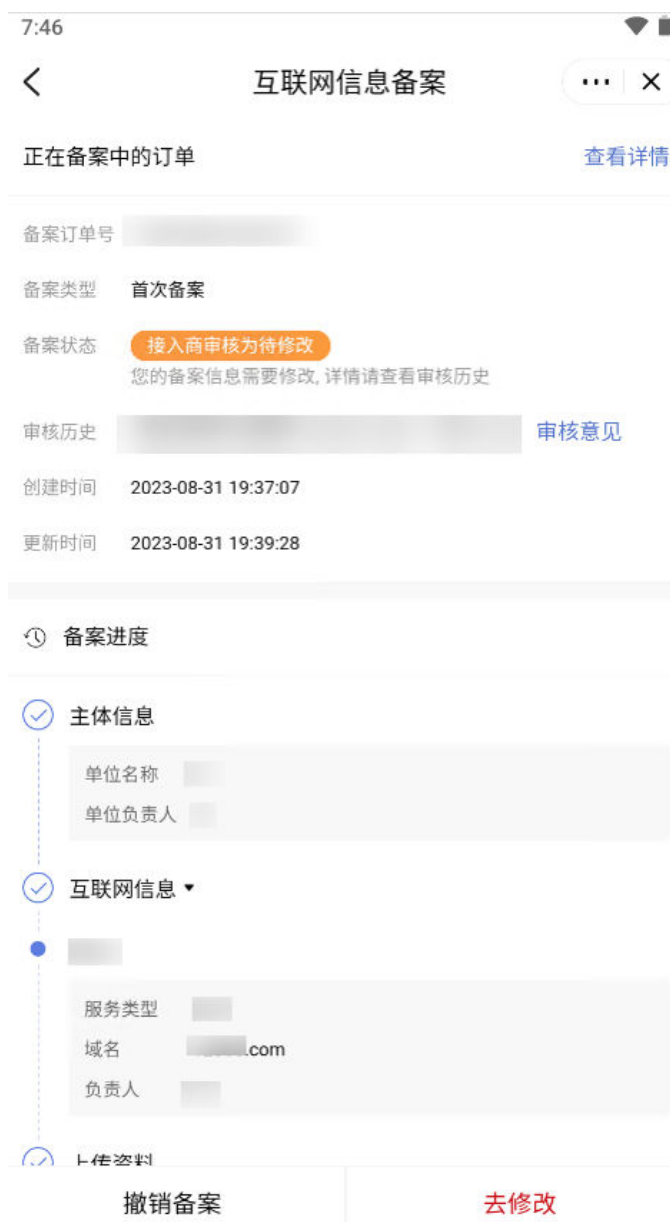 7:46
互联网信息备案
正在备案中的订单 查看详情
备案订单号
备案类型 首次备案
备案状态 接入商审核为待修改
您的备案信息需要修改, 详情请查看审核历史
审核历史 审核意见
创建时间 2023-08-31 19:37:07
更新时间 2023-08-31 19:39:28
备案进度
主体信息
单位名称
单位负责人
互联网信息
服务类型
域名 .com
负责人
上传资料
撤销备案 去修改